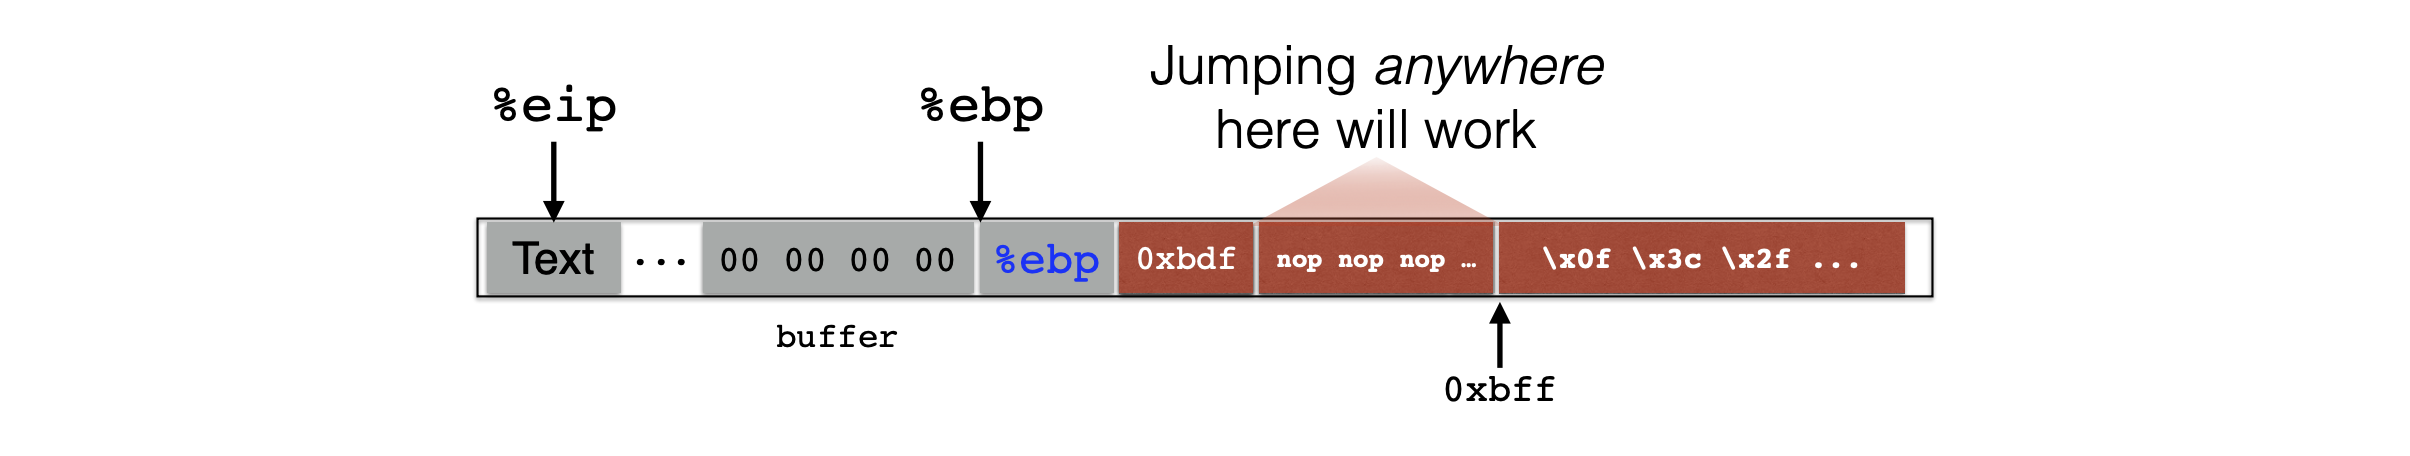 Jumping anywhere
here will work
%eip
%ebp
Text ... 00 00 00 00 %ebp 0xbdf nop nop nop … \x0f \x3c \x2f ...
buffer
0xbff